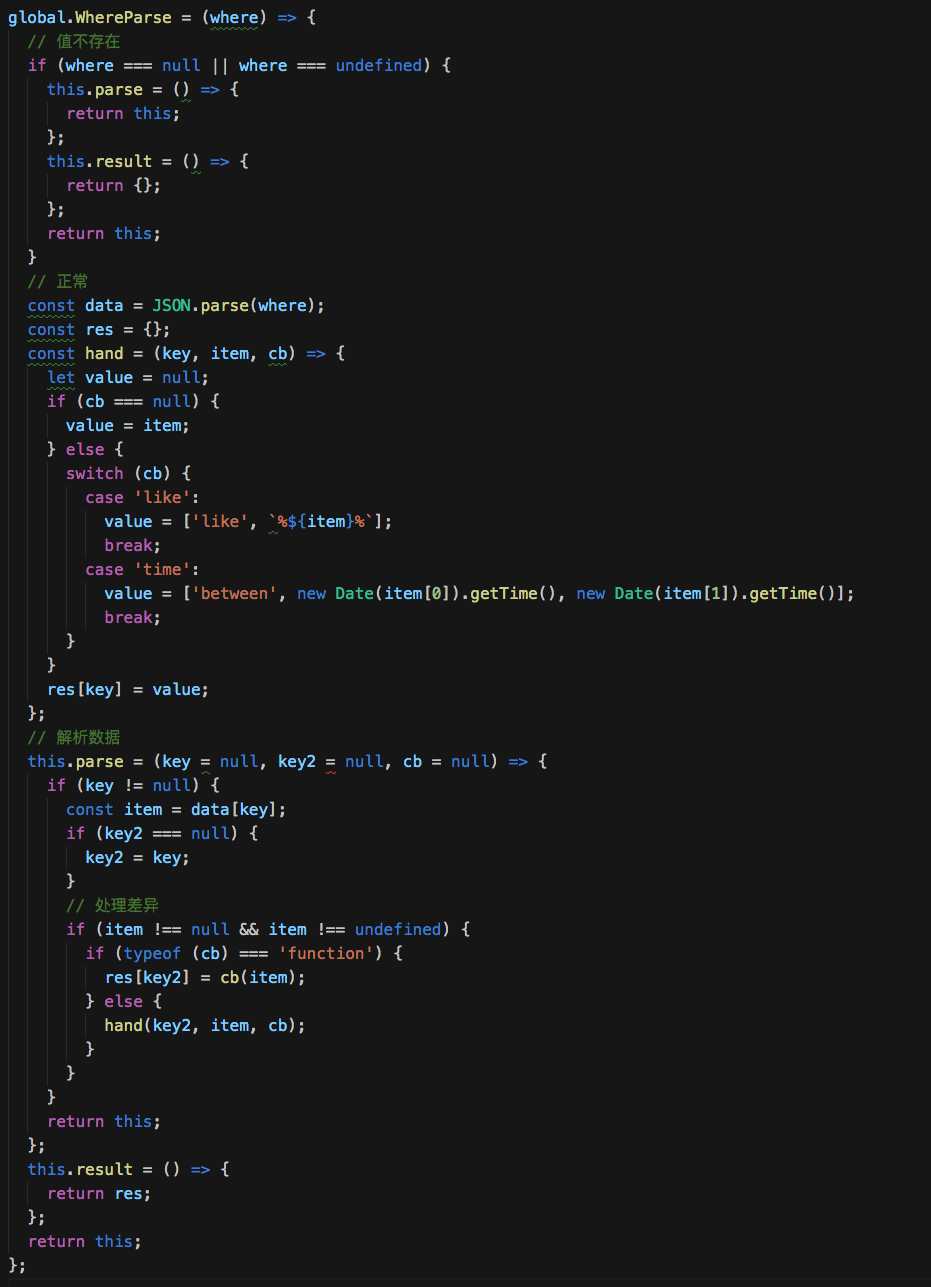 global.WhereParse = (where) => {
  // 值不存在
  if (where === null || where === undefined) {
    this.parse = () => {
      return this;
    };
    this.result = () => {
      return {};
    };
    return this;
  }
  // 正常
  const data = JSON.parse(where);
  const res = {};
  const hand = (key, item, cb) => {
    let value = null;
    if (cb === null) {
      value = item;
    } else {
      switch (cb) {
        case 'like':
          value = ['like', `%${item}%`];
          break;
        case 'time':
          value = ['between', new Date(item[0]).getTime(), new Date(item[1]).getTime()];
          break;
      }
    }
    res[key] = value;
  };
  // 解析数据
  this.parse = (key = null, key2 = null, cb = null) => {
    if (key != null) {
      const item = data[key];
      if (key2 === null) {
        key2 = key;
      }
      // 处理差异
      if (item !== null && item !== undefined) {
        if (typeof (cb) === 'function') {
          res[key2] = cb(item);
        } else {
          hand(key2, item, cb);
        }
      }
    }
    return this;
  };
  this.result = () => {
    return res;
  };
  return this;
};